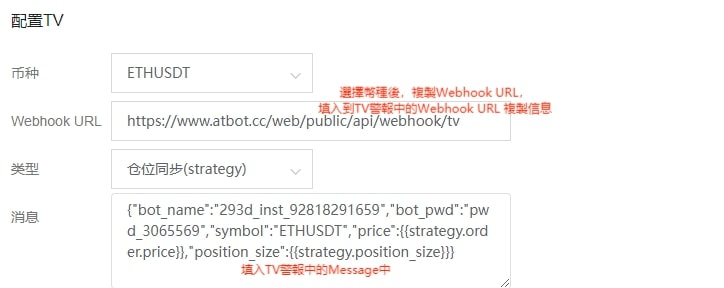 配置TV
币种 ETHUSDT
選擇幣種後，複製Webhook URL，
填入到TV警報中的Webhook URL 複製信息
Webhook URL https://www.atbot.cc/web/public/api/webhook/tv
类型 仓位同步(strategy)
消息 {"bot_name":"293d_inst_92818291659","bot_pwd":"pw
d_3065569","symbol":"ETHUSDT","price":{{strategy.ord
er.price}},"position_size":{{strategy.position_size}}}
填入TV警報中的Message中